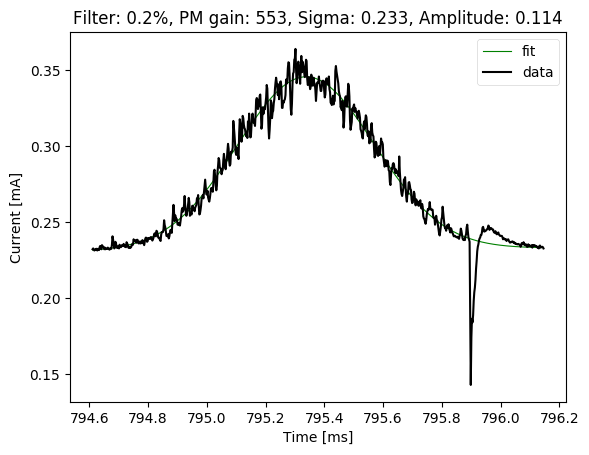 Filter: 0.2%, PM gain: 553, Sigma: 0.233, Amplitude: 0.114
fit
data
0.35
0.30
0.25
0.20
0.15
Current [mA]
794.6 794.8 795.0 795.2 795.4 795.6 795.8 796.0 796.2
Time [ms]